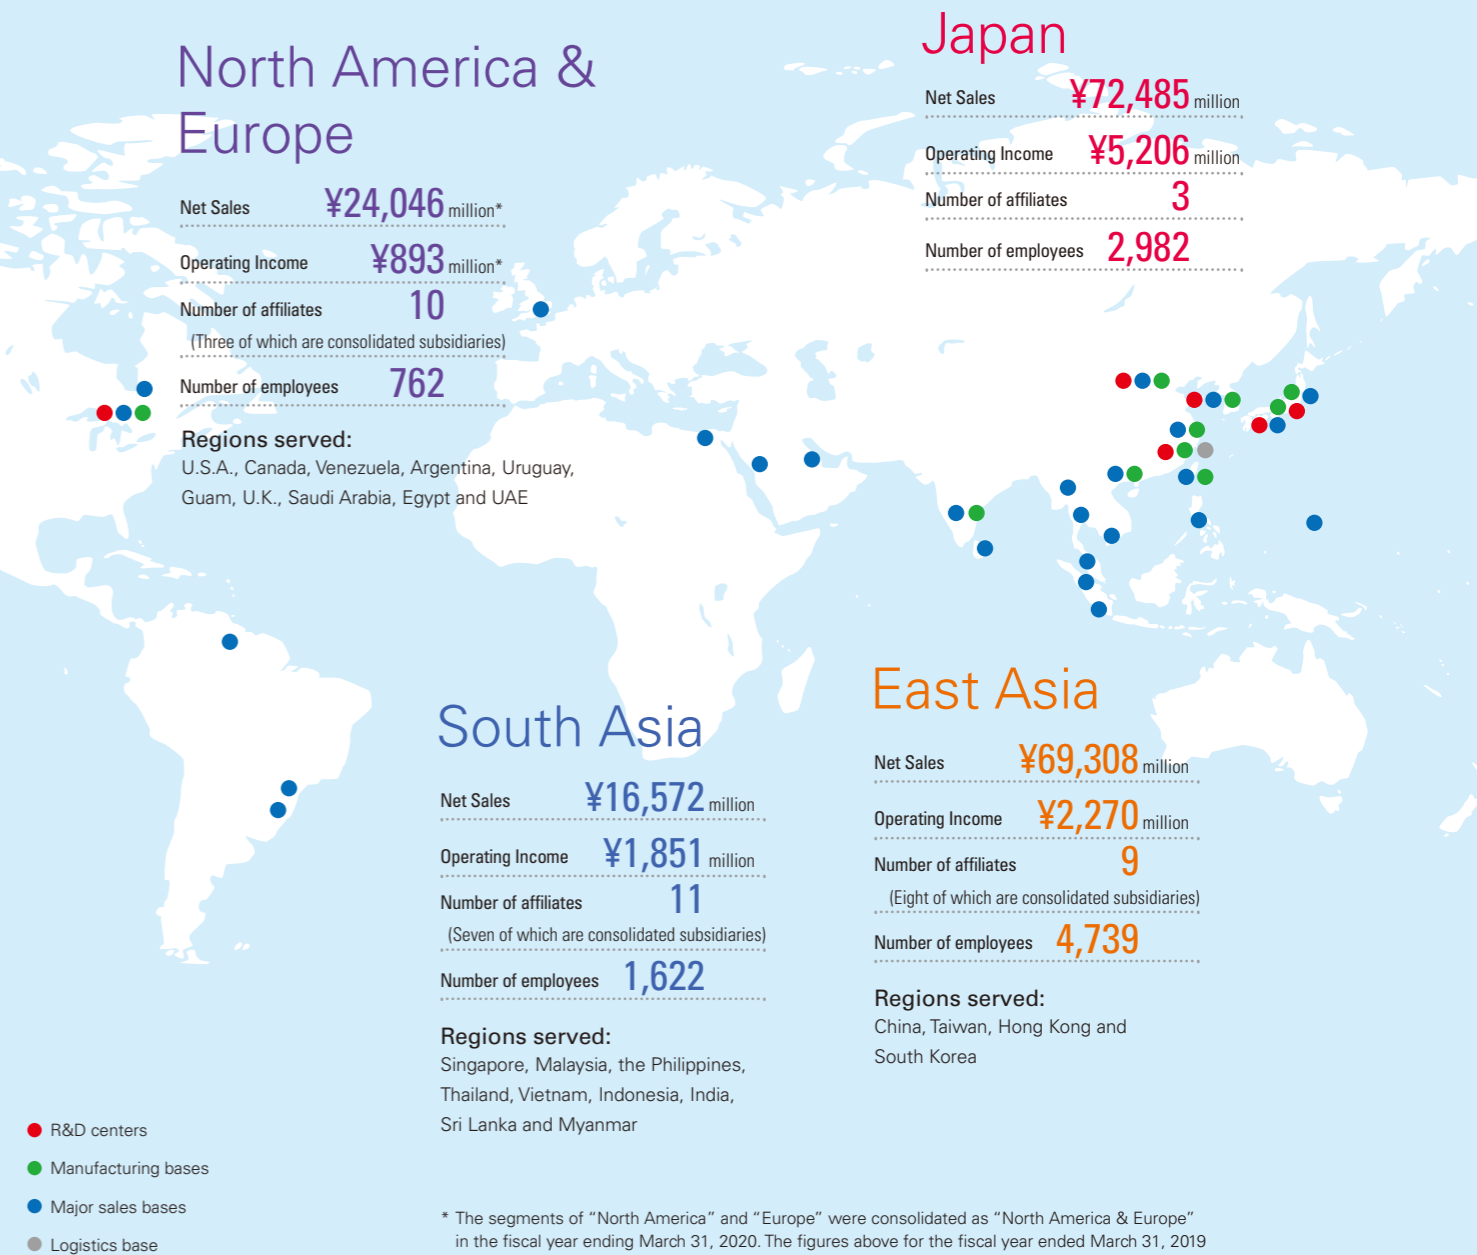 North America &
Europe
Net Sales ¥24,046 million*
Operating Income ¥893 million*
Number of affiliates 10
(Three of which are consolidated subsidiaries)
Number of employees 762
Regions served:
U.S.A., Canada, Venezuela, Argentina, Uruguay,
Guam, U.K., Saudi Arabia, Egypt and UAE
Japan
Net Sales ¥72,485 million
Operating Income ¥5,206 million
Number of affiliates 3
Number of employees 2,982
South Asia
Net Sales ¥16,572 million
Operating Income ¥1,851 million
Number of affiliates 11
(Seven of which are consolidated subsidiaries)
Number of employees 1,622
Regions served:
Singapore, Malaysia, the Philippines,
Thailand, Vietnam, Indonesia, India,
Sri Lanka and Myanmar
East Asia
Net Sales ¥69,308 million
Operating Income ¥2,270 million
Number of affiliates 9
(Eight of which are consolidated subsidiaries)
Number of employees 4,739
Regions served:
China, Taiwan, Hong Kong and
South Korea
R&D centers
Manufacturing bases
Major sales bases
Logistics base
* The segments of “North America” and “Europe” were consolidated as “North America & Europe”
in the fiscal year ending March 31, 2020. The figures above for the fiscal year ended March 31, 2019